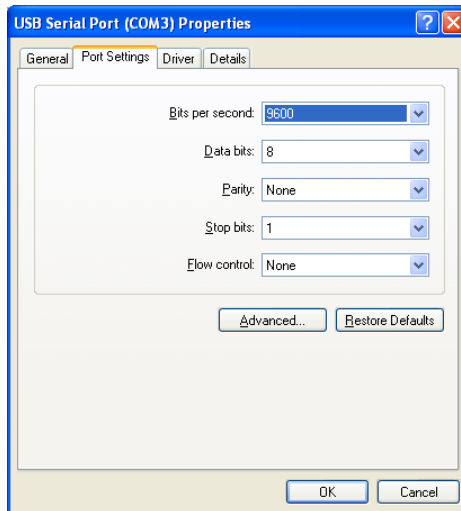 USB Serial Port (COM3) Properties
General Port Settings Driver Details
Bits per second: 9600
Data bits: 8
Parity: None
Stop bits: 1
Flow control: None
Advanced... Restore Defaults
OK Cancel